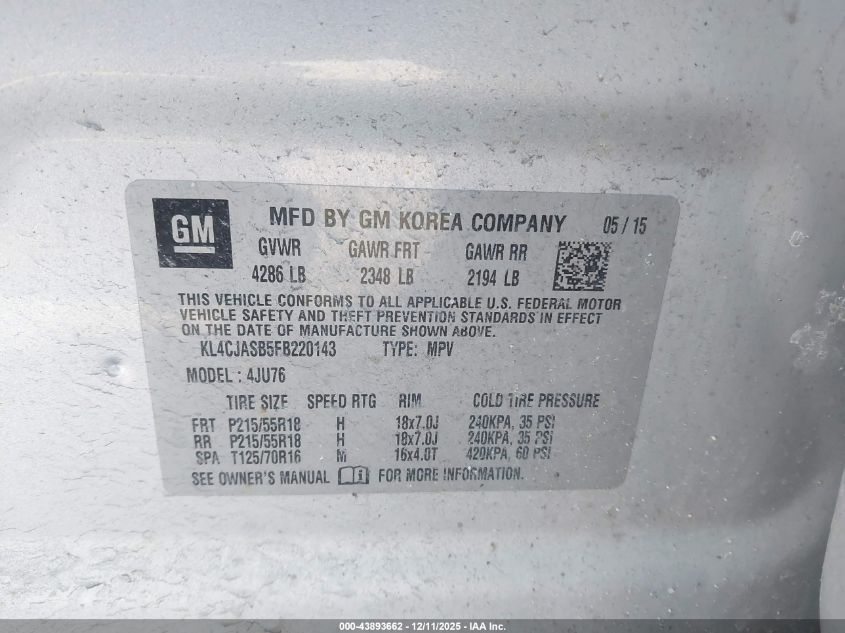 GM
MFD BY GM KOREA COMPANY 05 / 15
GVWR GAWR FRT GAWR RR
4286 LB 2348 LB 2194 LB
THIS VEHICLE CONFORMS TO ALL APPLICABLE U.S. FEDERAL MOTOR
VEHICLE SAFETY AND THEFT PREVENTION STANDARDS IN EFFECT
ON THE DATE OF MANUFACTURE SHOWN ABOVE.
KL4CJASB5FB220143 TYPE: MPV
MODEL : 4JU76
TIRE SIZE SPEED RTG RIM COLD TIRE PRESSURE
FRT P215/55R18 H 18x7.0J 240KPA, 35 PSI
RR P215/55R18 H 18x7.0J 240KPA, 35 PSI
SPA T125/70R16 M 16x4.0T 420KPA, 60 PSI
SEE OWNER'S MANUAL FOR MORE INFORMATION.
000-43893662 - 12/11/2025 - IAA Inc.